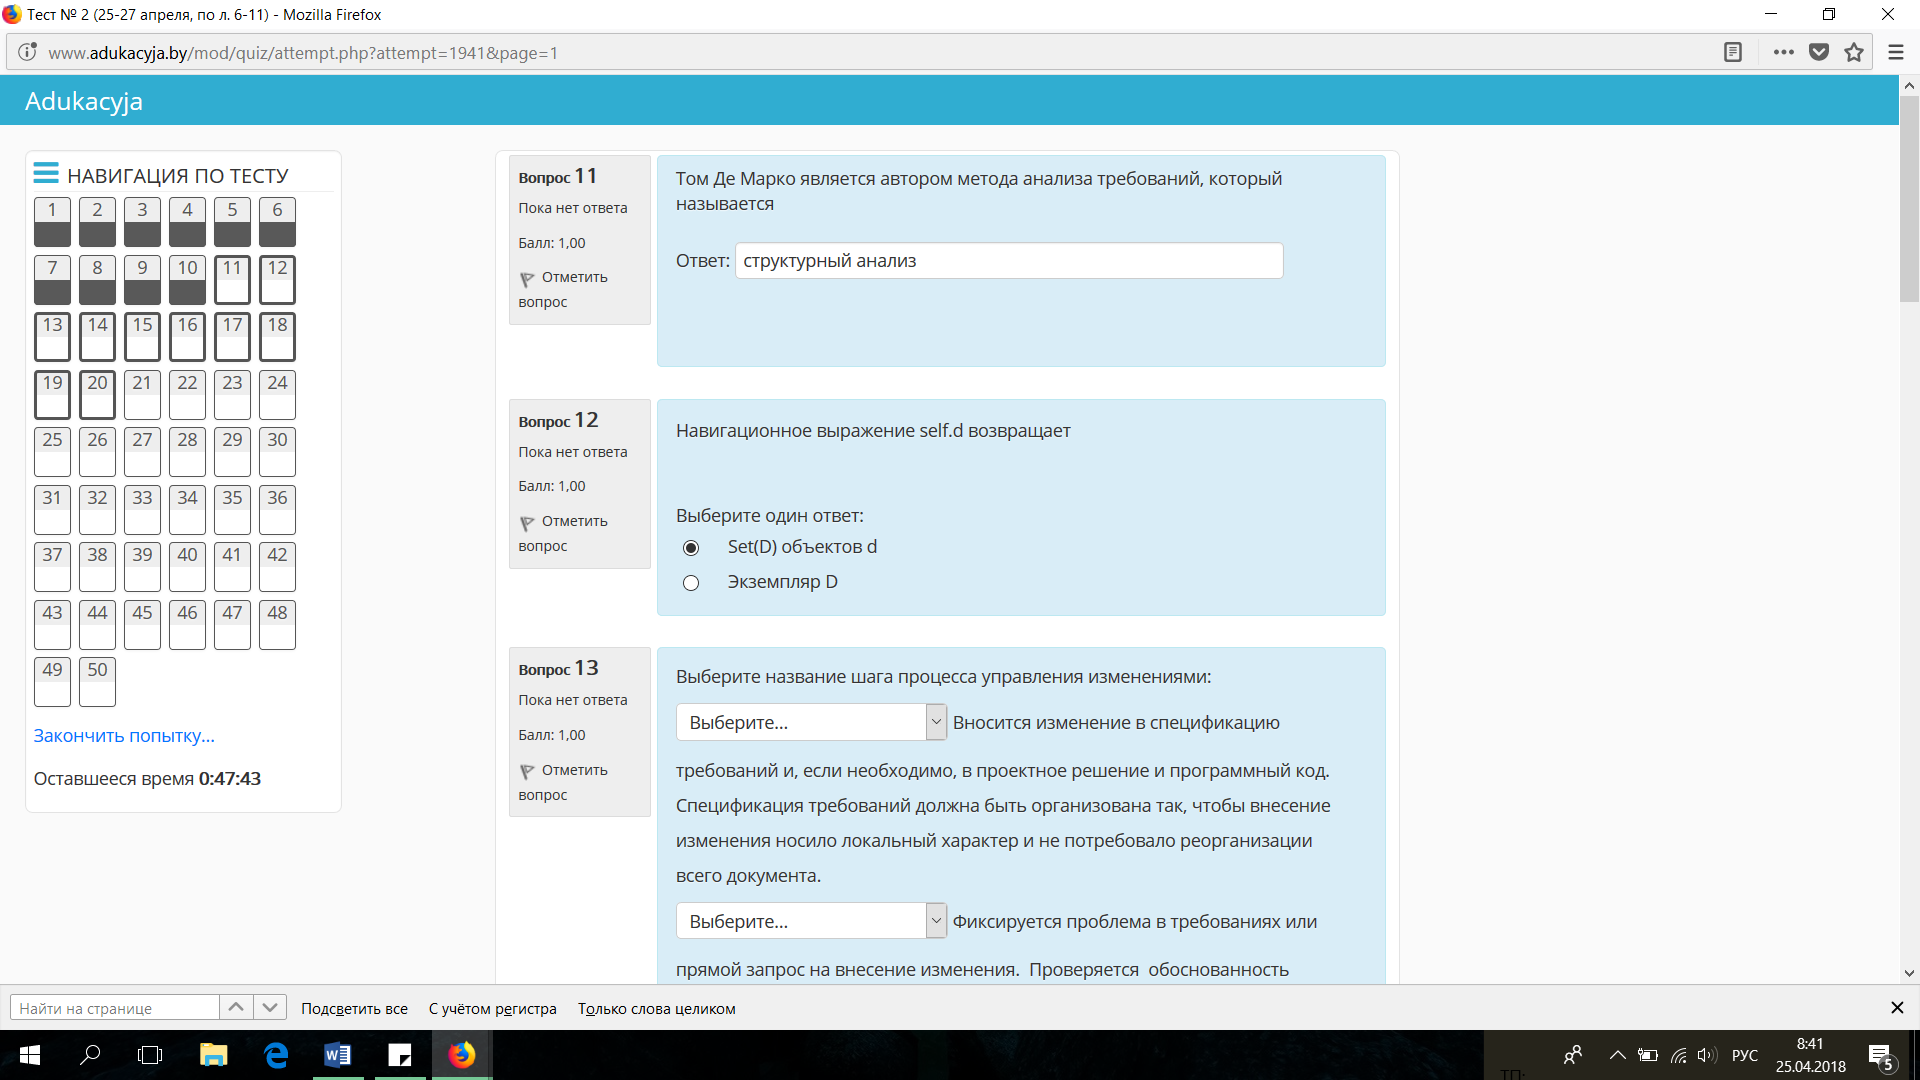 Тест № 2 (25-27 апреля, по л. 6-11) - Mozilla Firefox
www.adukacyja.by/mod/quiz/attempt.php?attempt=1941&page=1
Adukacyja
НАВИГАЦИЯ ПО ТЕСТУ
1 2 3 4 5 6
7 8 9 10 11 12
13 14 15 16 17 18
19 20 21 22 23 24
25 26 27 28 29 30
31 32 33 34 35 36
37 38 39 40 41 42
43 44 45 46 47 48
49 50
Закончить попытку...
Оставшееся время 0:47:43
Вопрос 11
Пока нет ответа
Балл: 1,00
Отметить
вопрос
Том Де Марко является автором метода анализа требований, который
называется
Ответ: структурный анализ
Вопрос 12
Пока нет ответа
Балл: 1,00
Отметить
вопрос
Навигационное выражение self.d возвращает
Выберите один ответ:
Set(D) объектов d
Экземпляр D
Вопрос 13
Пока нет ответа
Балл: 1,00
Отметить
вопрос
Выберите название шага процесса управления изменениями:
Выберите... Вносится изменение в спецификацию
требований и, если необходимо, в проектное решение и программный код.
Спецификация требований должна быть организована так, чтобы внесение
изменения носило локальный характер и не потребовало реорганизации
всего документа.
Выберите... Фиксируется проблема в требованиях или
прямой запрос на внесение изменения. Проверяется обоснованность
Найти на странице Подсветить все С учётом регистра Только слова целиком
РУС
8:41
25.04.2018
5